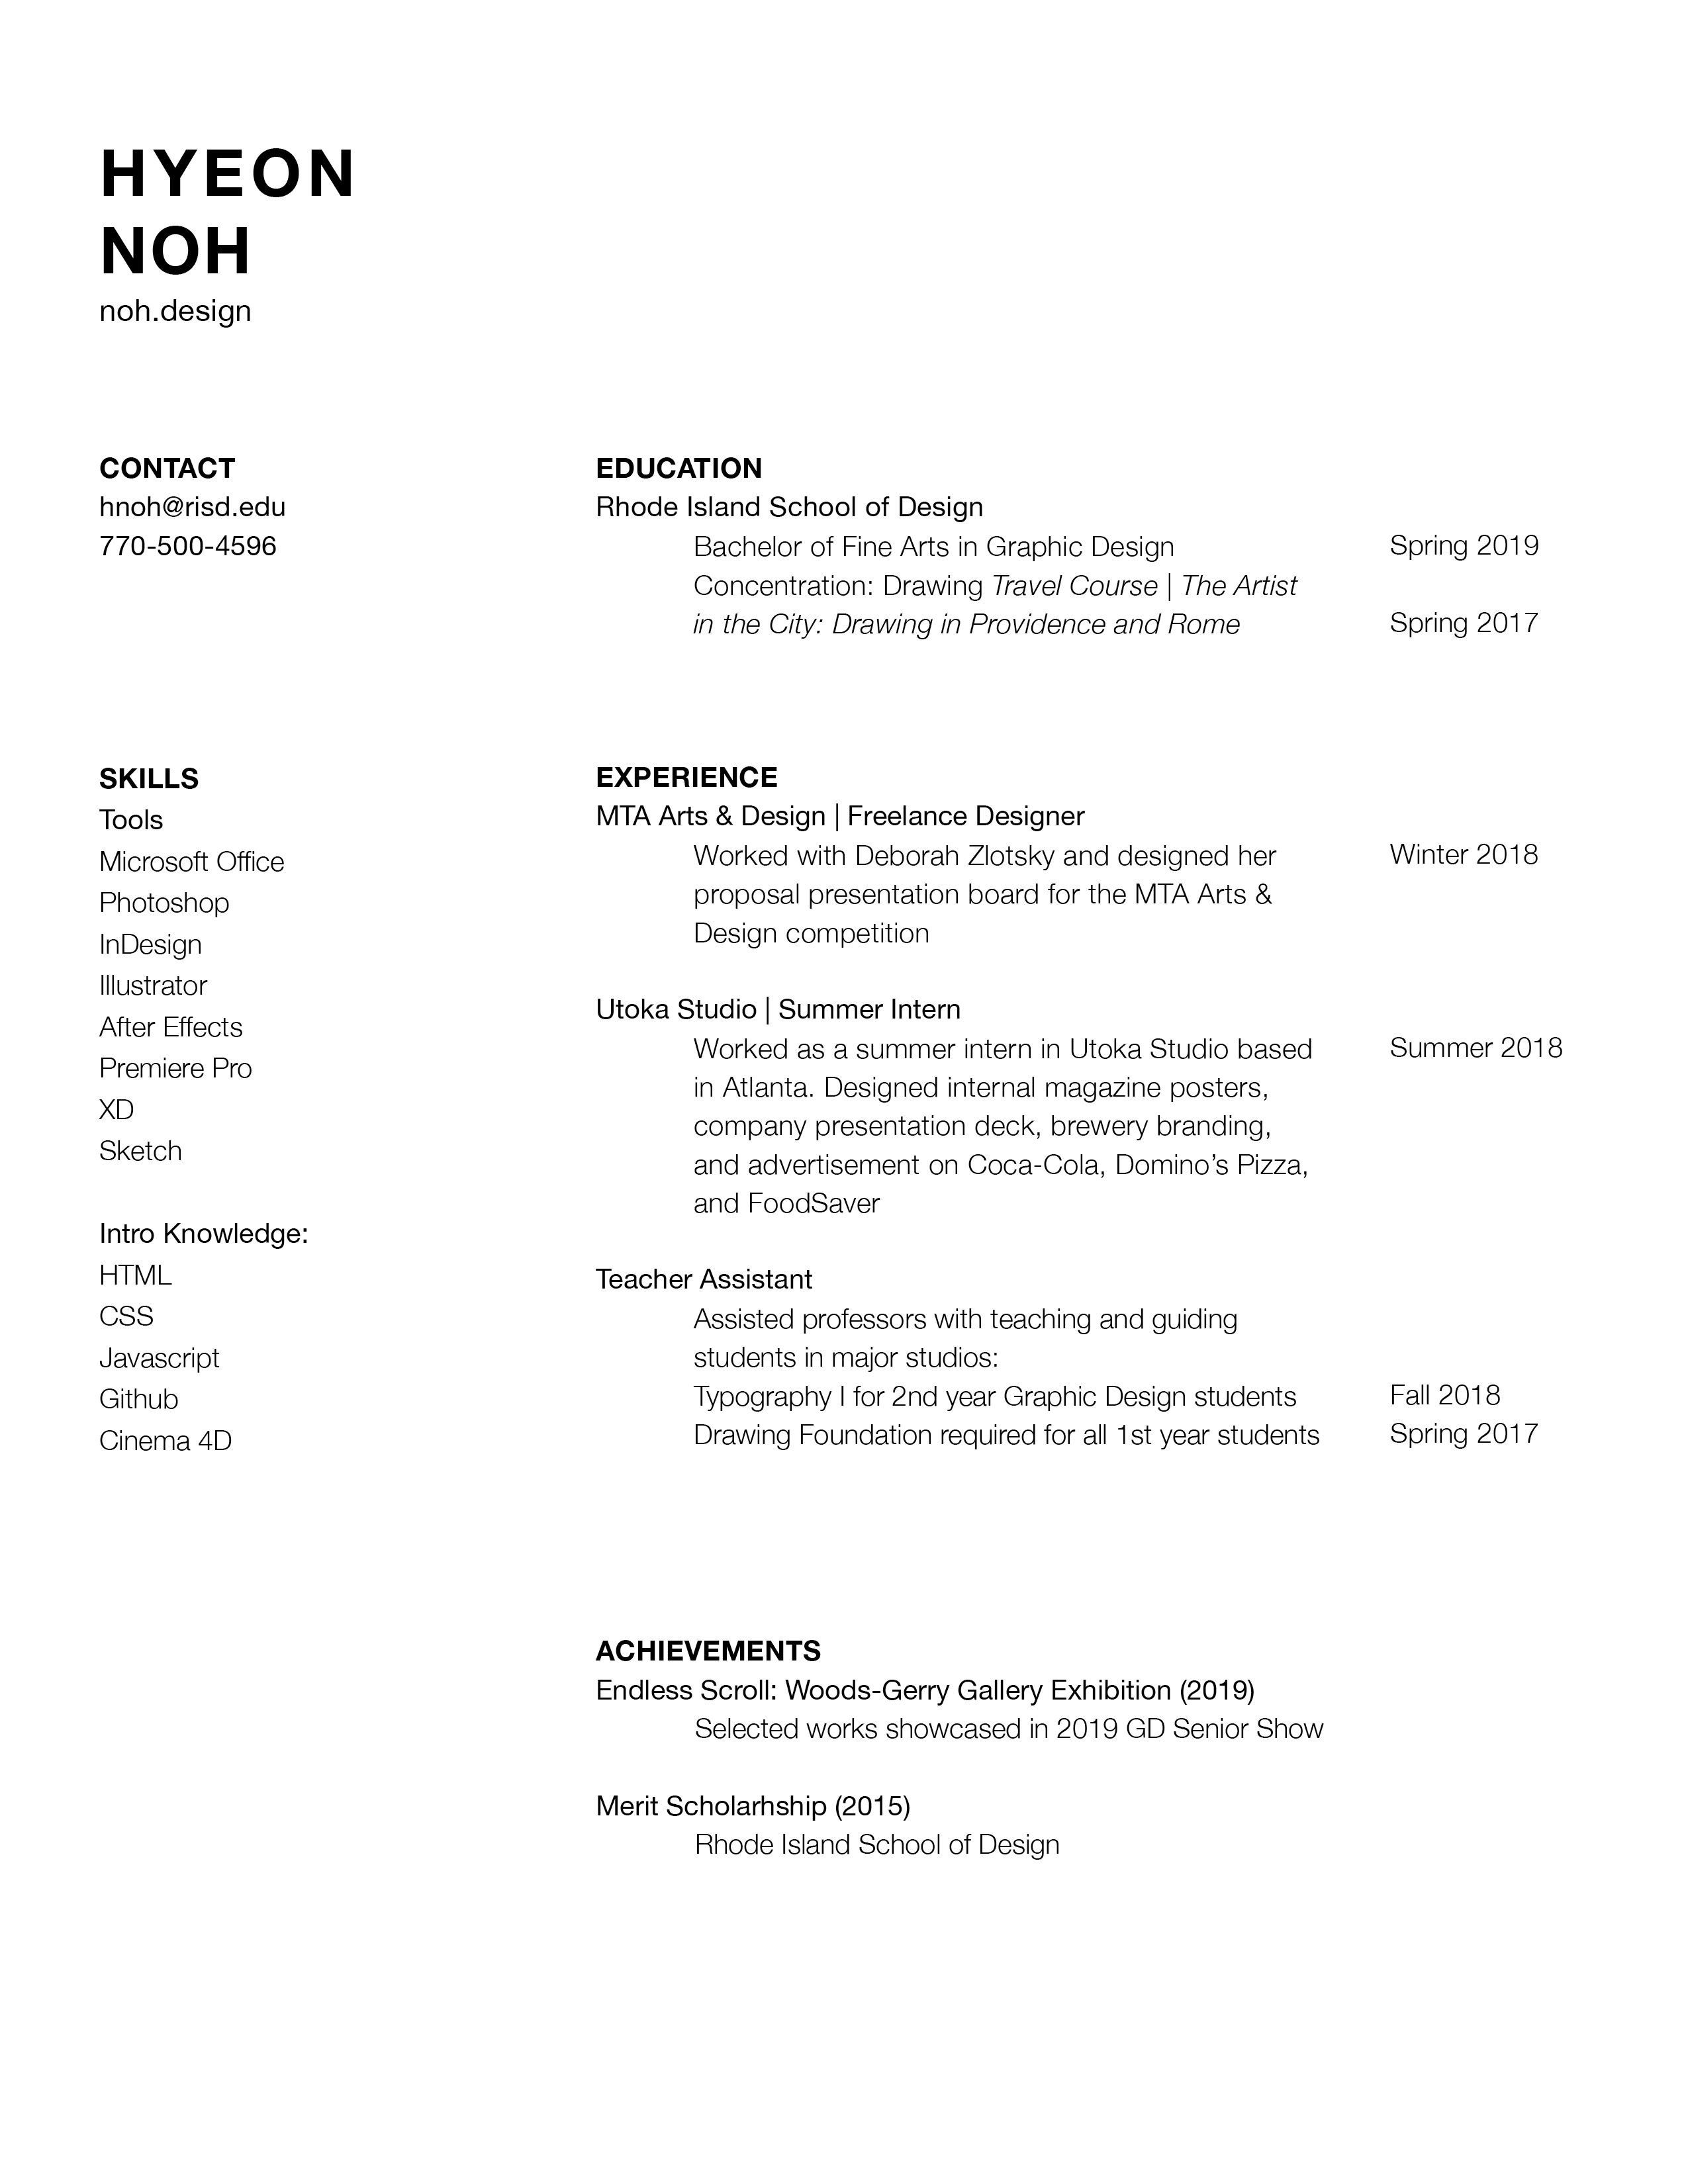 HYEON
NOH
noh.design
CONTACT
hnoh@risd.edu
770-500-4596
EDUCATION
Rhode Island School of Design
Bachelor of Fine Arts in Graphic Design Spring 2019
Concentration: Drawing Travel Course | The Artist
in the City: Drawing in Providence and Rome Spring 2017
SKILLS
Tools
Microsoft Office
Photoshop
InDesign
Illustrator
After Effects
Premiere Pro
XD
Sketch
Intro Knowledge:
HTML
CSS
Javascript
Github
Cinema 4D
EXPERIENCE
MTA Arts & Design | Freelance Designer
Worked with Deborah Zlotsky and designed her Winter 2018
proposal presentation board for the MTA Arts &
Design competition
Utoka Studio | Summer Intern
Worked as a summer intern in Utoka Studio based Summer 2018
in Atlanta. Designed internal magazine posters,
company presentation deck, brewery branding,
and advertisement on Coca-Cola, Domino’s Pizza,
and FoodSaver
Teacher Assistant
Assisted professors with teaching and guiding
students in major studios:
Typography I for 2nd year Graphic Design students Fall 2018
Drawing Foundation required for all 1st year students Spring 2017
ACHIEVEMENTS
Endless Scroll: Woods-Gerry Gallery Exhibition (2019)
Selected works showcased in 2019 GD Senior Show
Merit Scholarhship (2015)
Rhode Island School of Design